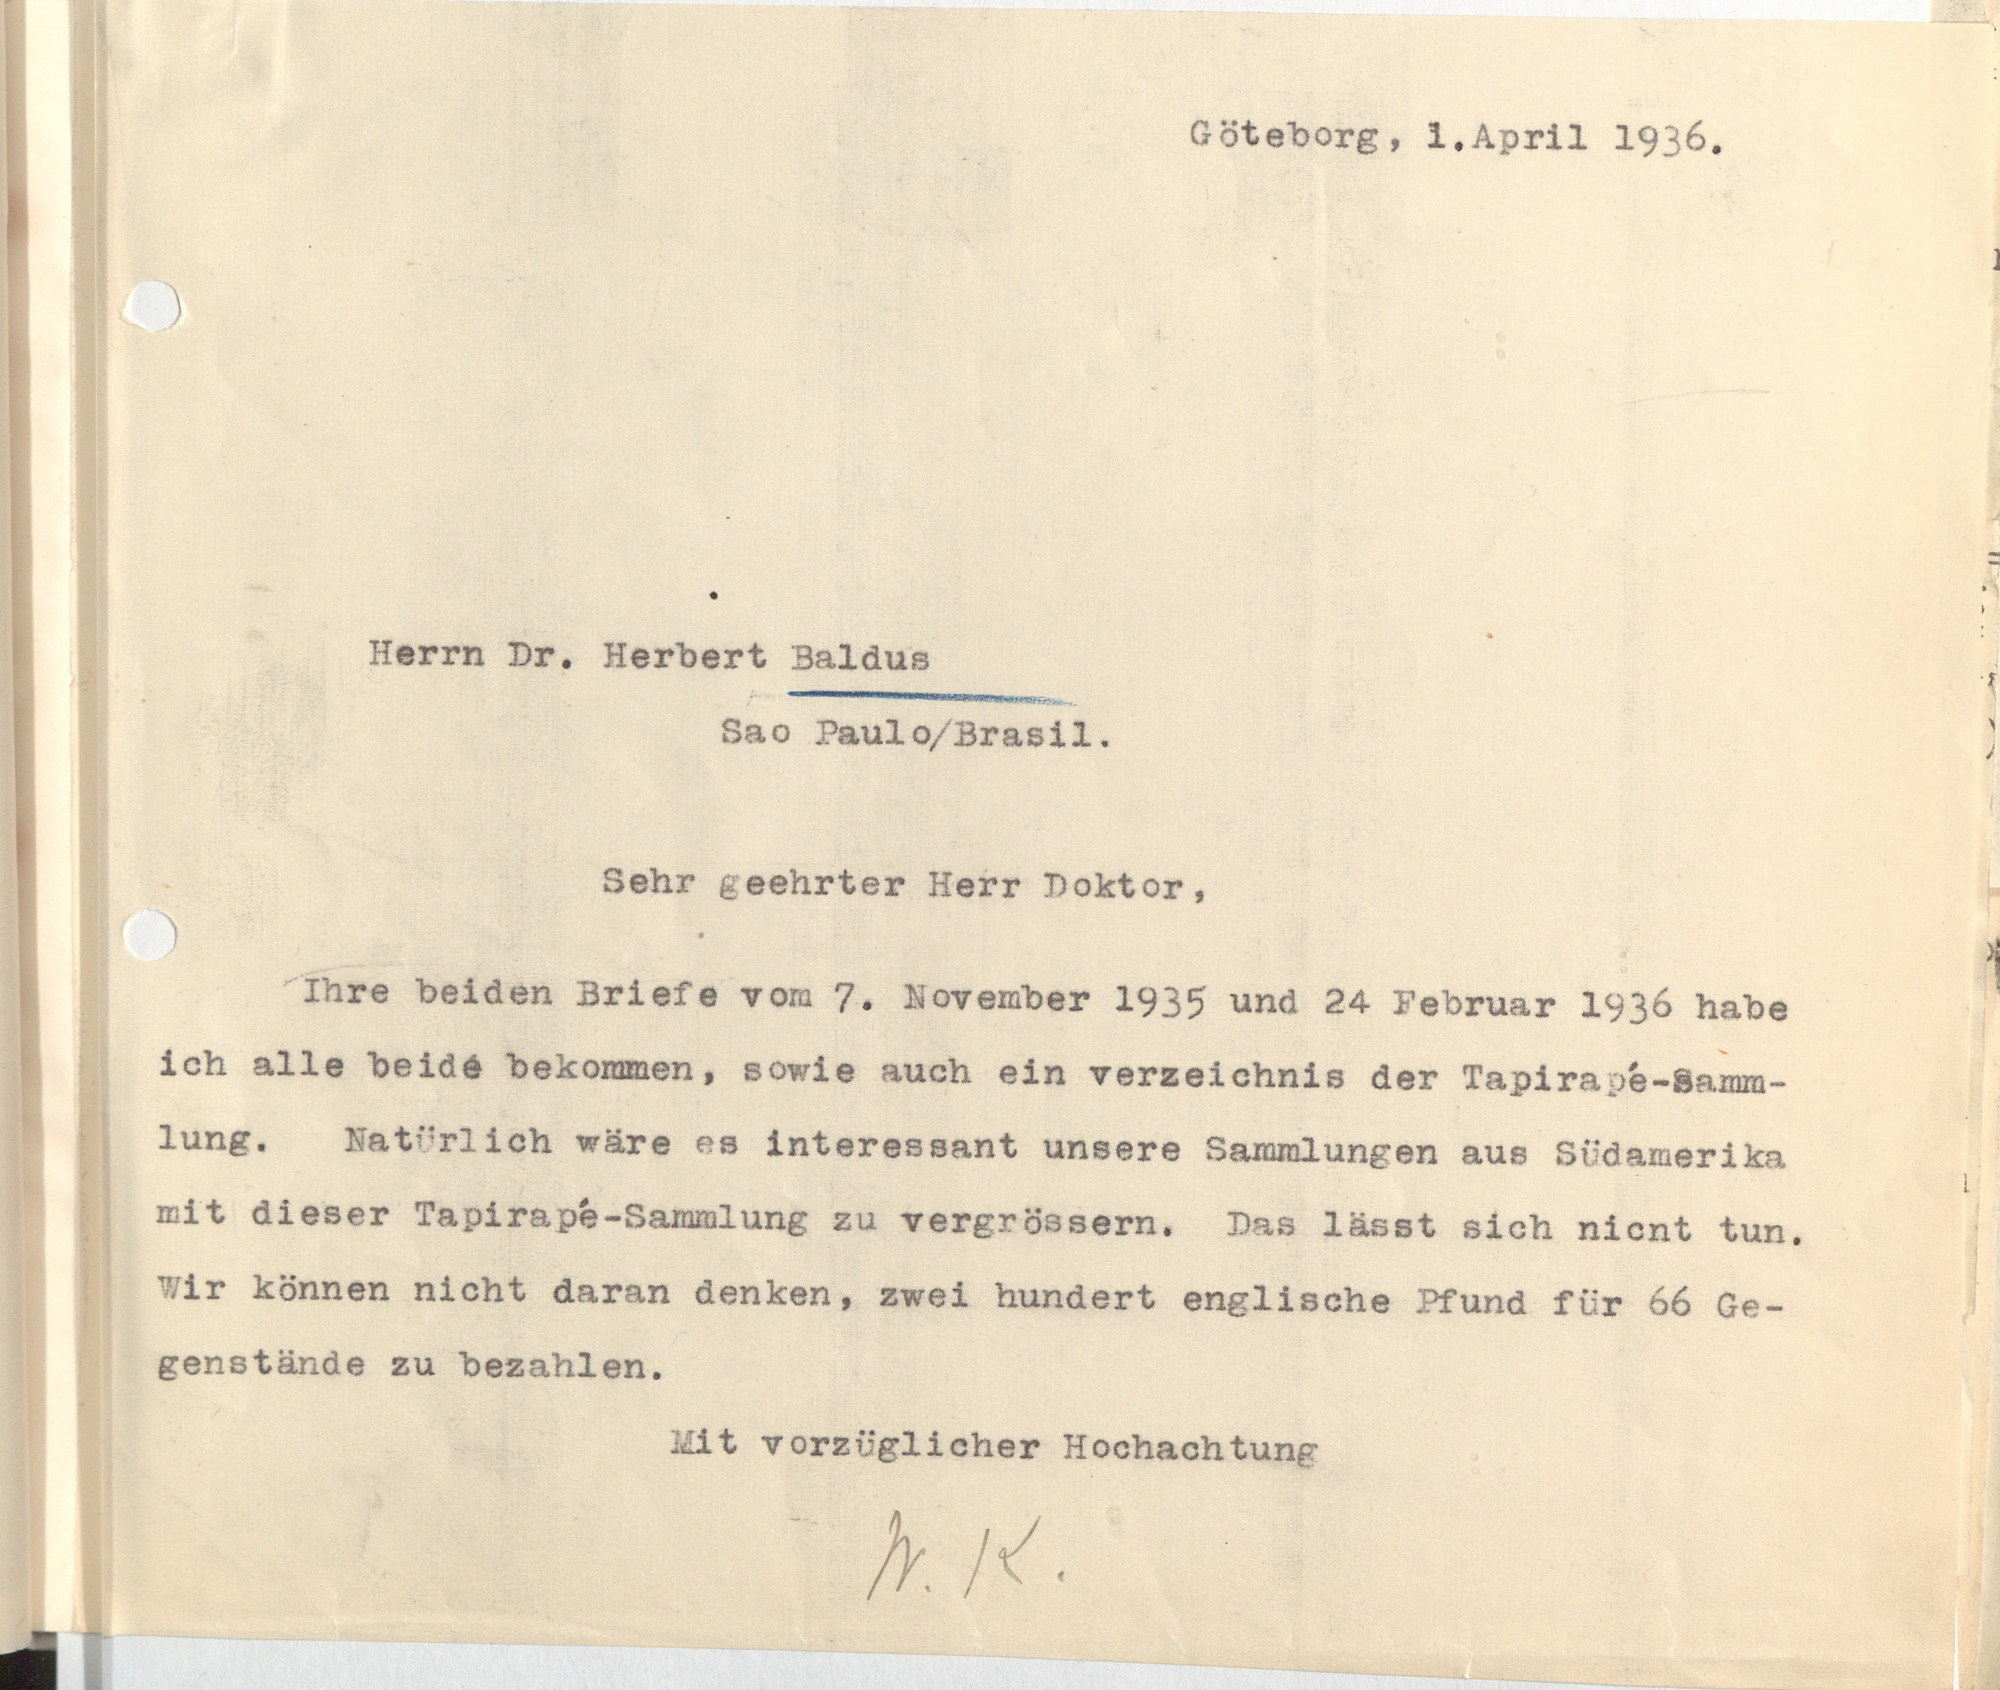 Göteborg, 1.April 1936.
Herrn Dr. Herbert Baldus
Sao Paulo/Brasil.
Sehr geehrter Herr Doktor,
Ihre beiden Briefe vom 7. November 1935 und 24 Februar 1936 habe
ich alle beide bekommen, sowie auch ein verzeichnis der Tapirapé-Samm-
lung. Natürlich wäre es interessant unsere Sammlungen aus Südamerika
mit dieser Tapirapé-Sammlung zu vergrössern. Das lässt sich nicnt tun.
Wir können nicht daran denken, zwei hundert englische Pfund für 66 Ge-
genstände zu bezahlen.
Mit vorzüglicher Hochachtung
W. K.